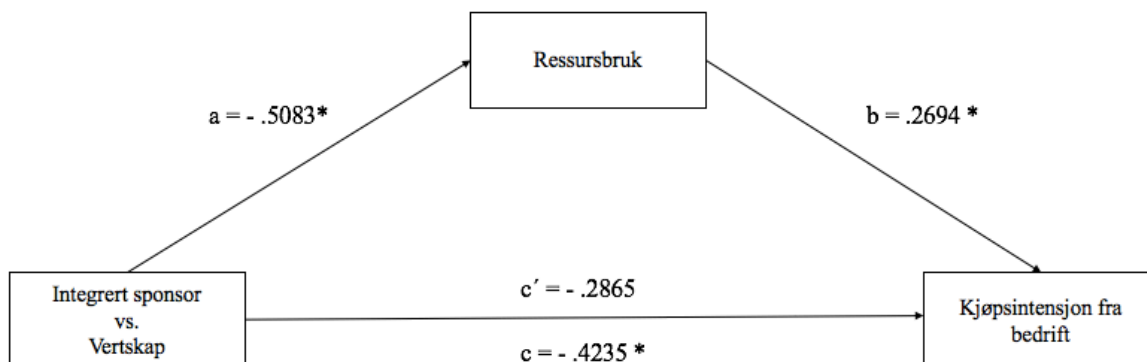 Ressursbruk
a = - .5083*
b = .2694 *
Integrert sponsor
vs.
Vertskap
c´ = - .2865
c = - .4235 *
Kjøpsintensjon fra
bedrift